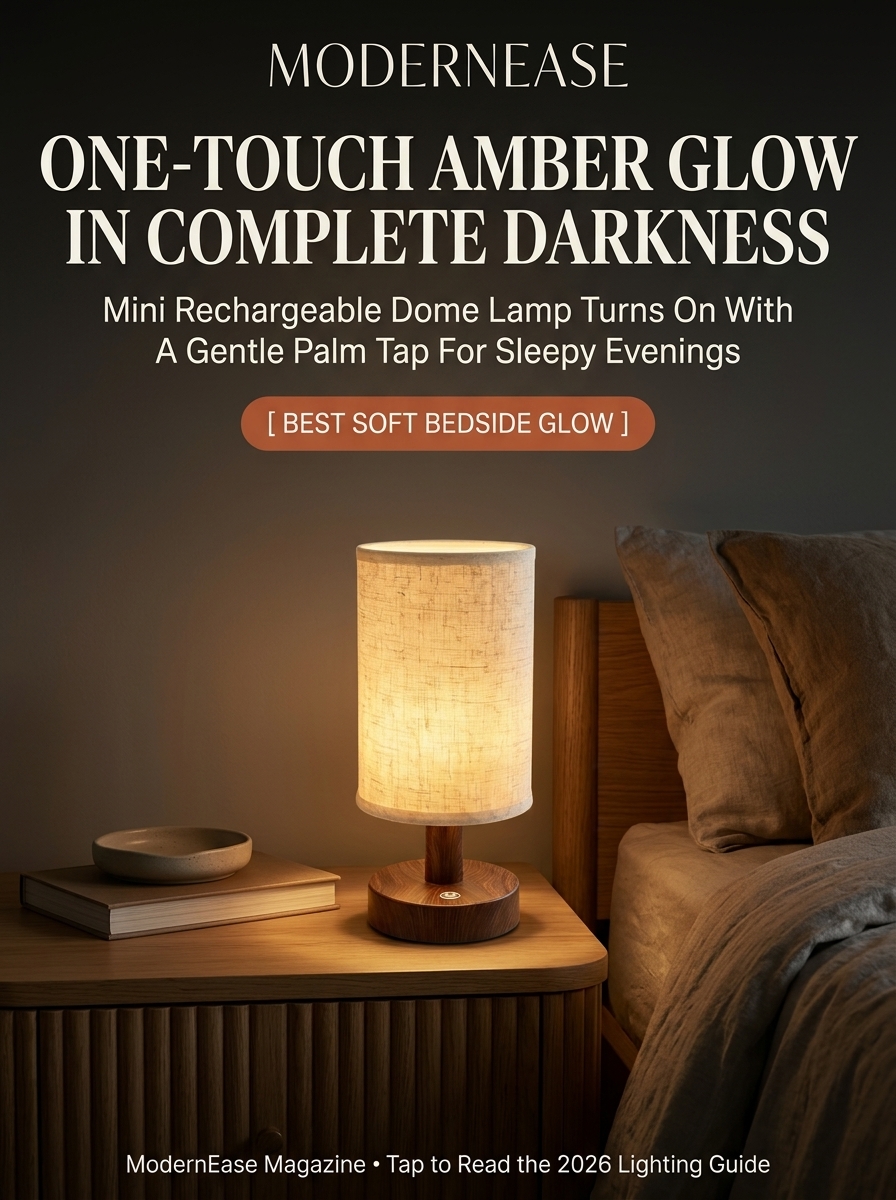 MODERNEASE
ONE-TOUCH AMBER GLOW
IN COMPLETE DARKNESS
Mini Rechargeable Dome Lamp Turns On With
A Gentle Palm Tap For Sleepy Evenings
[ BEST SOFT BEDSIDE GLOW ]
ModernEase Magazine • Tap to Read the 2026 Lighting Guide